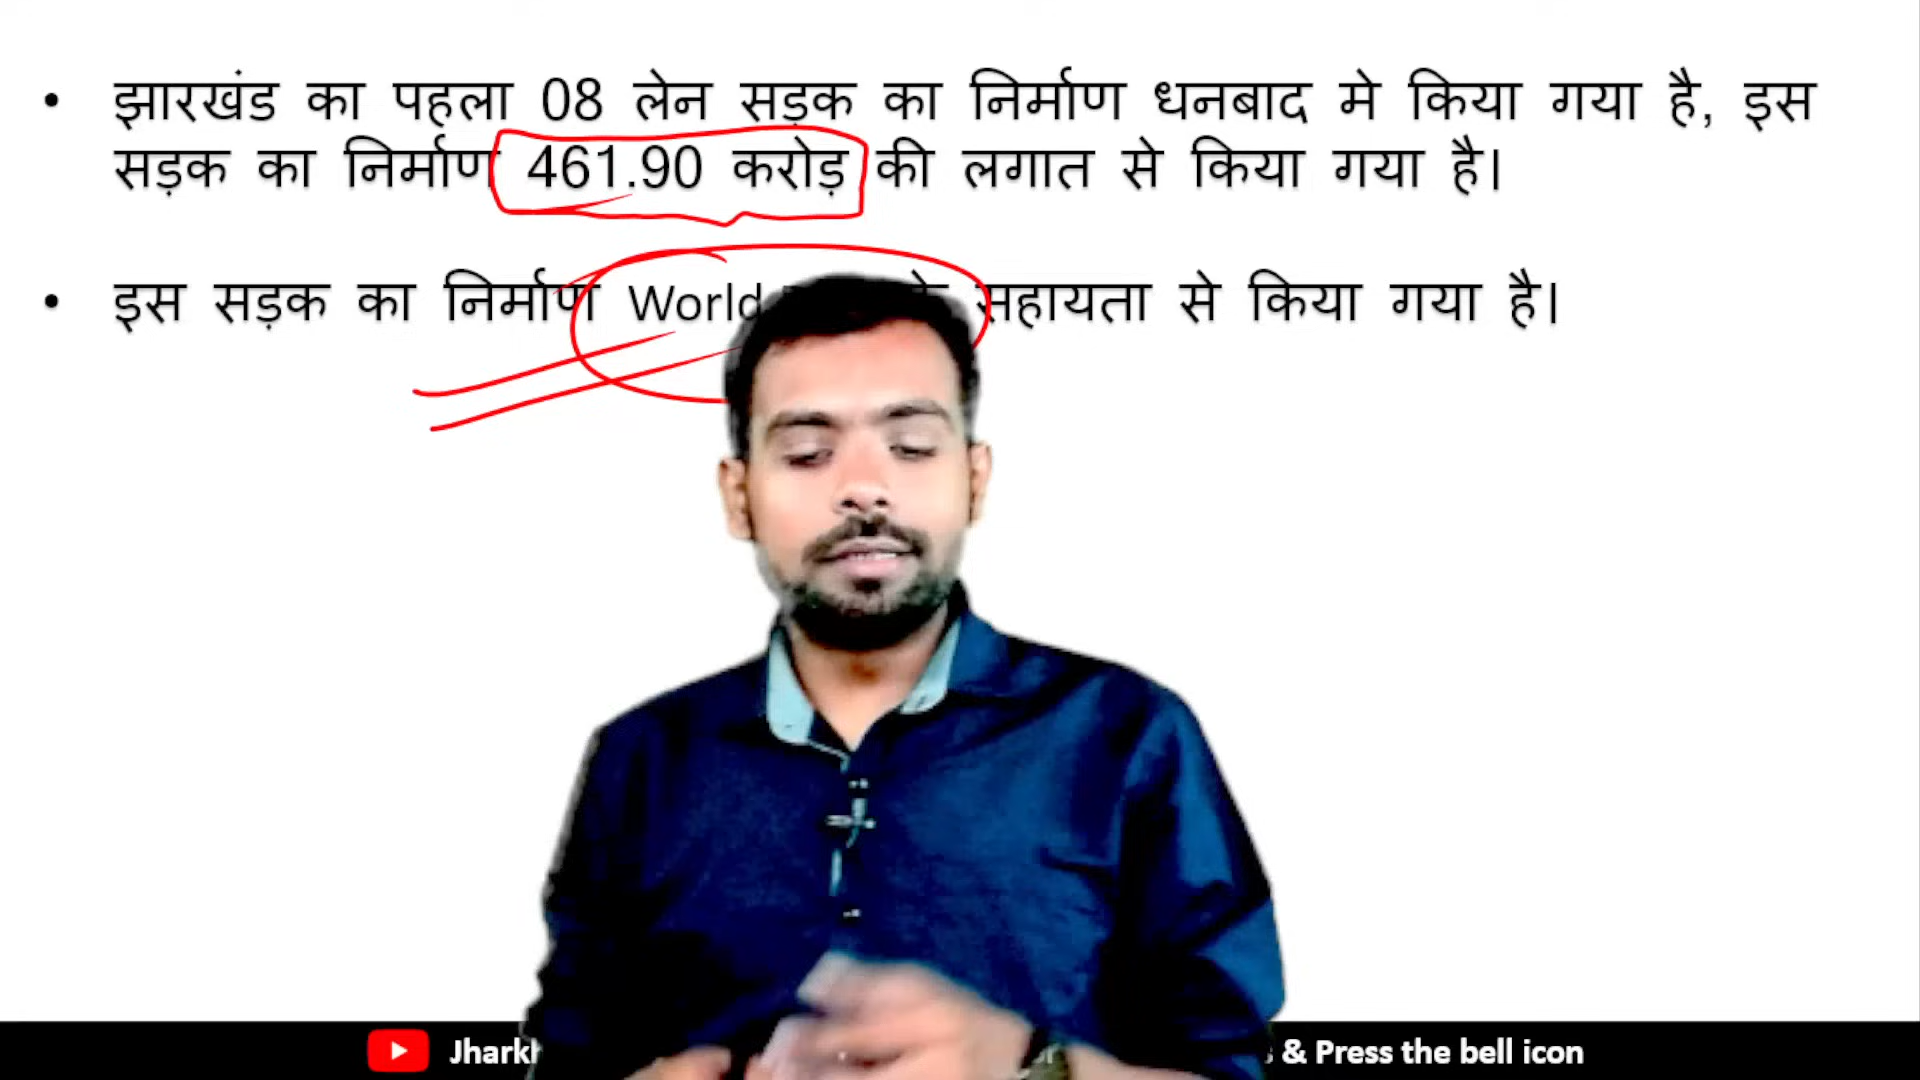 • झारखंड का पहला 08 लेन सड़क का निर्माण धनबाद मे किया गया है, इस
सड़क का निर्माण 461.90 करोड़ की लगात से किया गया है।
• इस सड़क का निर्माण World सहायता से किया गया है।
& Press the bell icon